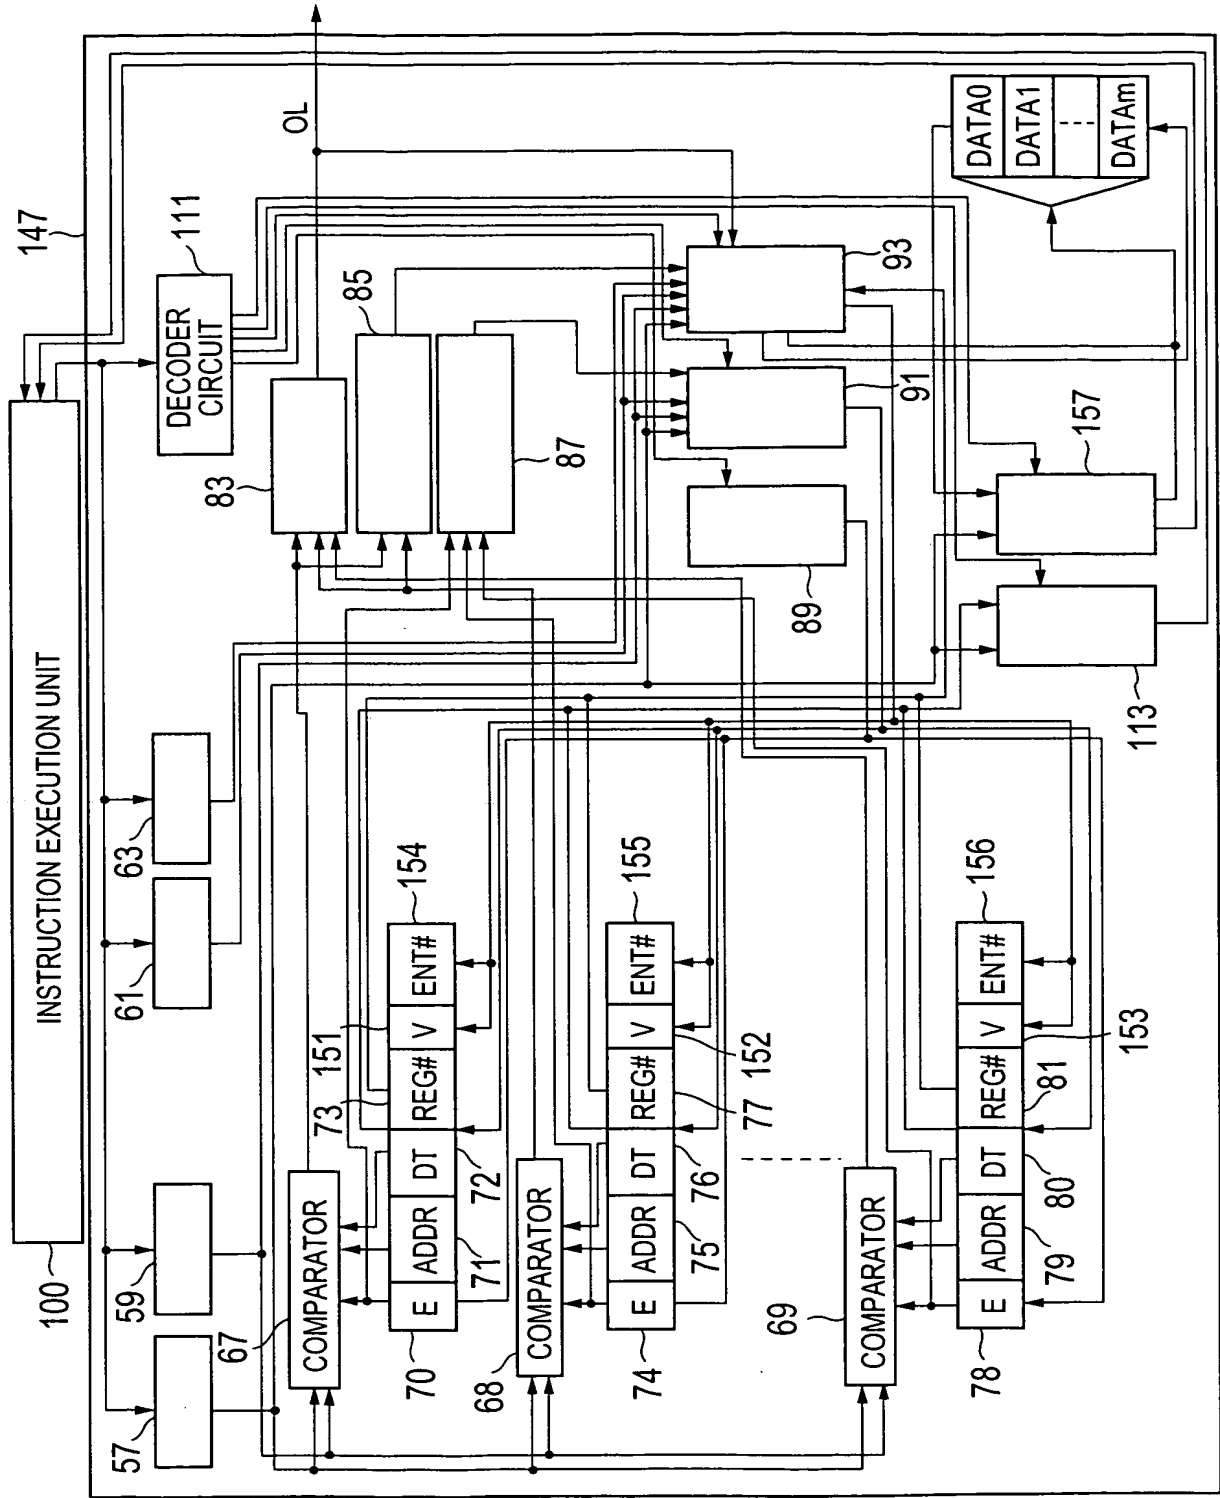 INSTRUCTION EXECUTION UNIT
100
147
DECODER
CIRCUIT
111
OL
57
59
61
63
83
85
87
89
91
93
113
157
DATA0
DATA1
DATAm
COMPARATOR
67
E
ADDR
DT
REG#
V
ENT#
70
71
72
73
151
154
COMPARATOR
68
E
ADDR
DT
REG#
V
ENT#
74
75
76
77
152
155
COMPARATOR
69
E
ADDR
DT
REG#
V
ENT#
78
79
80
81
153
156